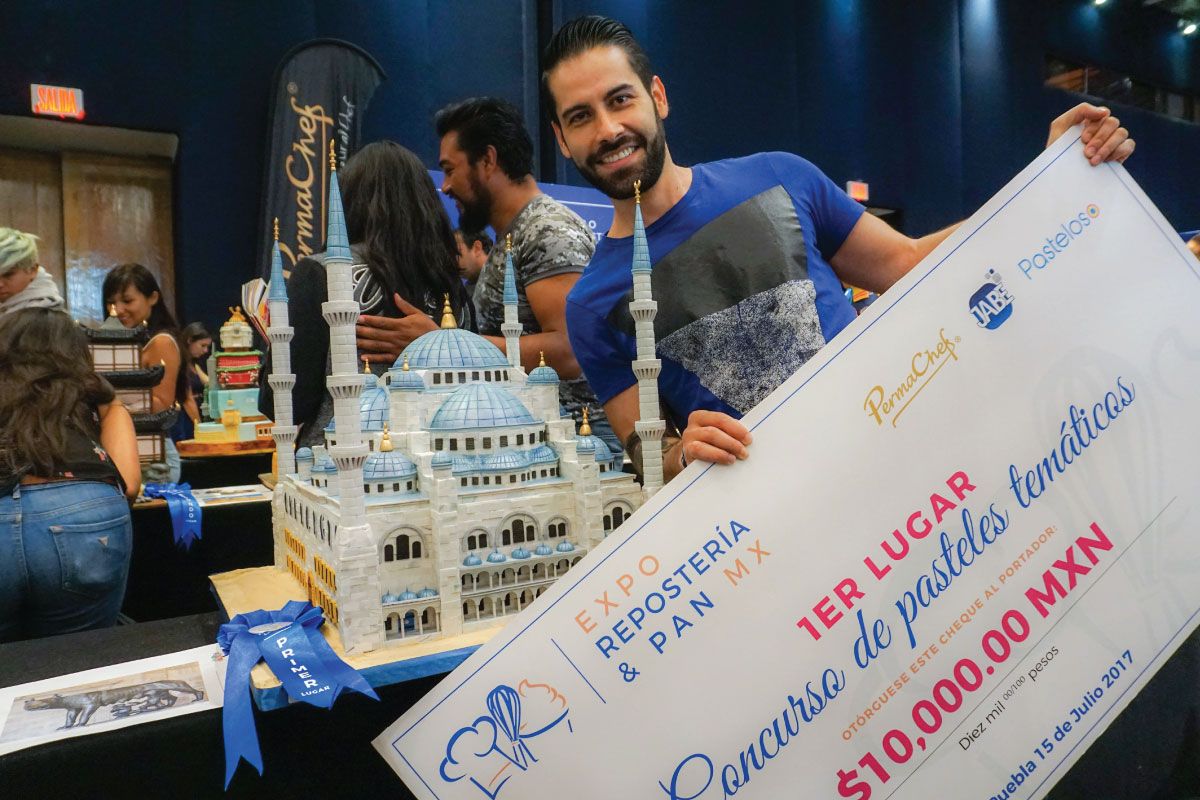 SALIDA
PermaChef®
PermaChef®
JABE
Pasteloso
EXPO
REPOSTERÍA
& PAN MX
1ER LUGAR
Concurso de pasteles temáticos
OTÓRGUESE ESTE CHEQUE AL PORTADOR:
$10,000.00 MXN
Diez mil 00/100 pesos
Puebla 15 de Julio 2017
PRIMER
LUGAR